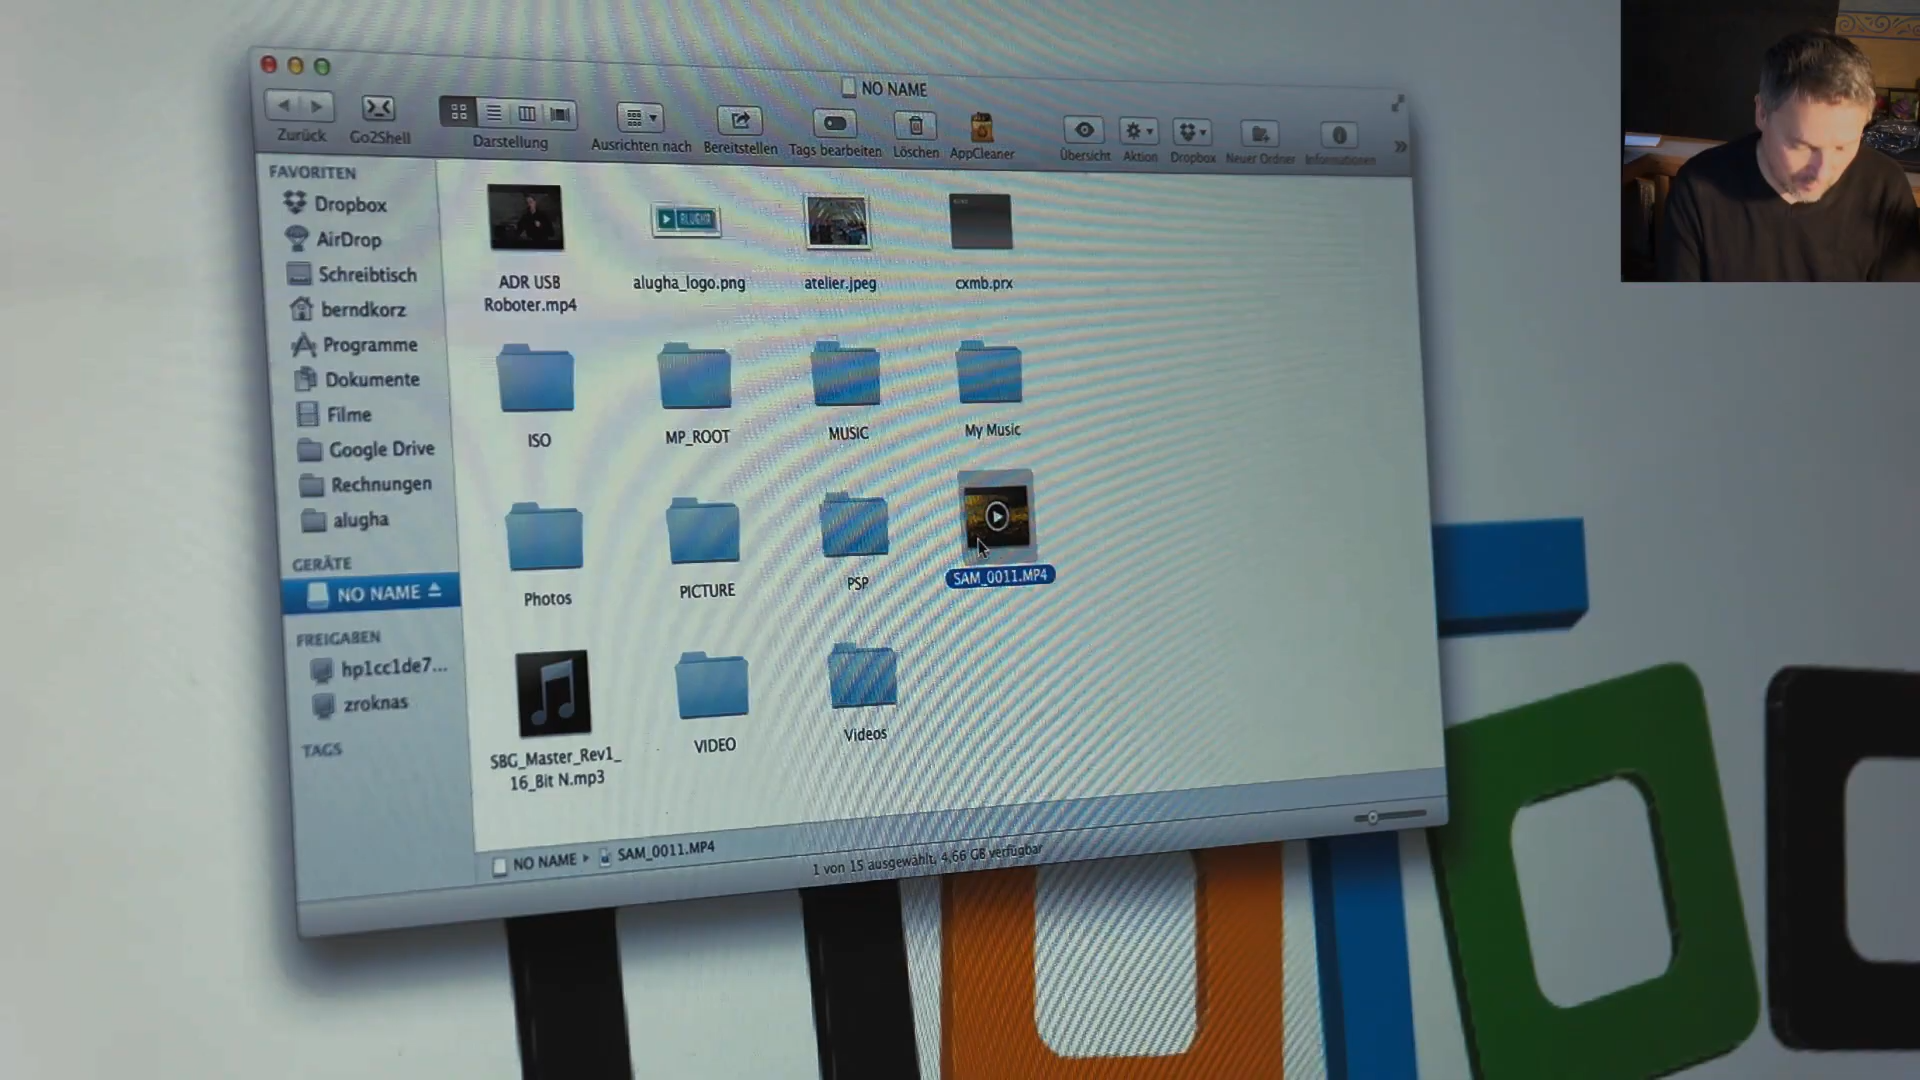 NO NAME
Zurück
Go2Shell
Darstellung
Ausrichten nach
Bereitstellen
Tags bearbeiten
Löschen
AppCleaner
Übersicht
Aktion
Dropbox
Neuer Ordner
Informationen
FAVORITEN
Dropbox
AirDrop
Schreibtisch
berndkorz
Programme
Dokumente
Filme
Google Drive
Rechnungen
alugha
GERÄTE
NO NAME
FREIGABEN
hp1cc1de7...
zroknas
TAGS
ADR USB
Roboter.mp4
ALUGHA
alugha_logo.png
atelier.jpeg
cxmb.prx
ISO
MP_ROOT
MUSIC
My Music
Photos
PICTURE
PSP
SAM_0011.MP4
SBG_Master_Rev1_
16_Bit N.mp3
VIDEO
Videos
NO NAME
SAM_0011.MP4
1 von 15 ausgewählt, 4,66 GB verfügbar